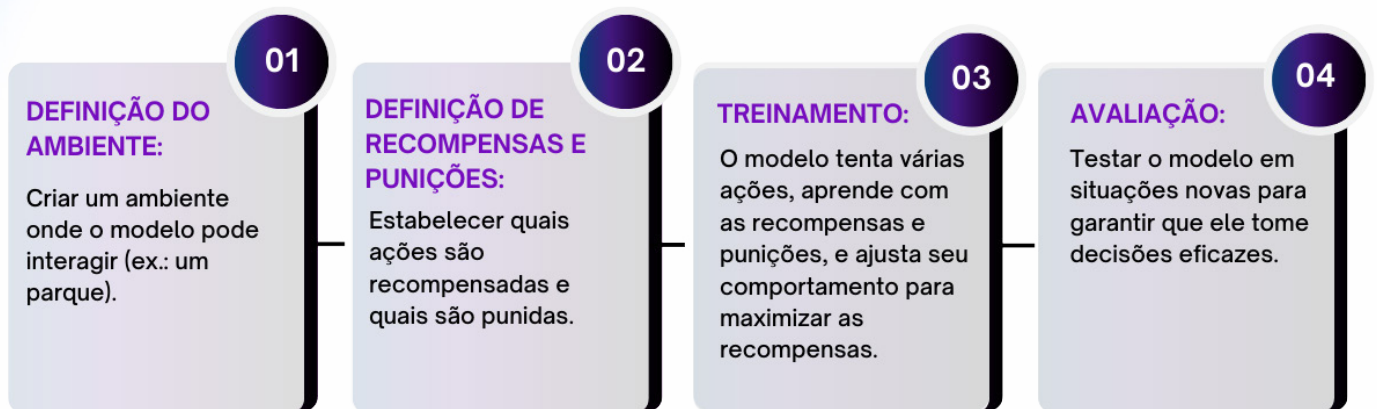 01
DEFINIÇÃO DO
AMBIENTE:
Criar um ambiente
onde o modelo pode
interagir (ex.: um
parque).
02
DEFINIÇÃO DE
RECOMPENSAS E
PUNIÇÕES:
Estabelecer quais
ações são
recompensadas e
quais são punidas.
03
TREINAMENTO:
O modelo tenta várias
ações, aprende com
as recompensas e
punições, e ajusta seu
comportamento para
maximizar as
recompensas.
04
AVALIAÇÃO:
Testar o modelo em
situações novas para
garantir que ele tome
decisões eficazes.